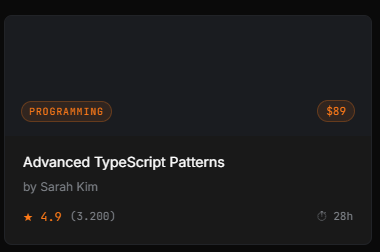 PROGRAMMING
$89
Advanced TypeScript Patterns
by Sarah Kim
★ 4.9 (3.200)
⏱ 28h